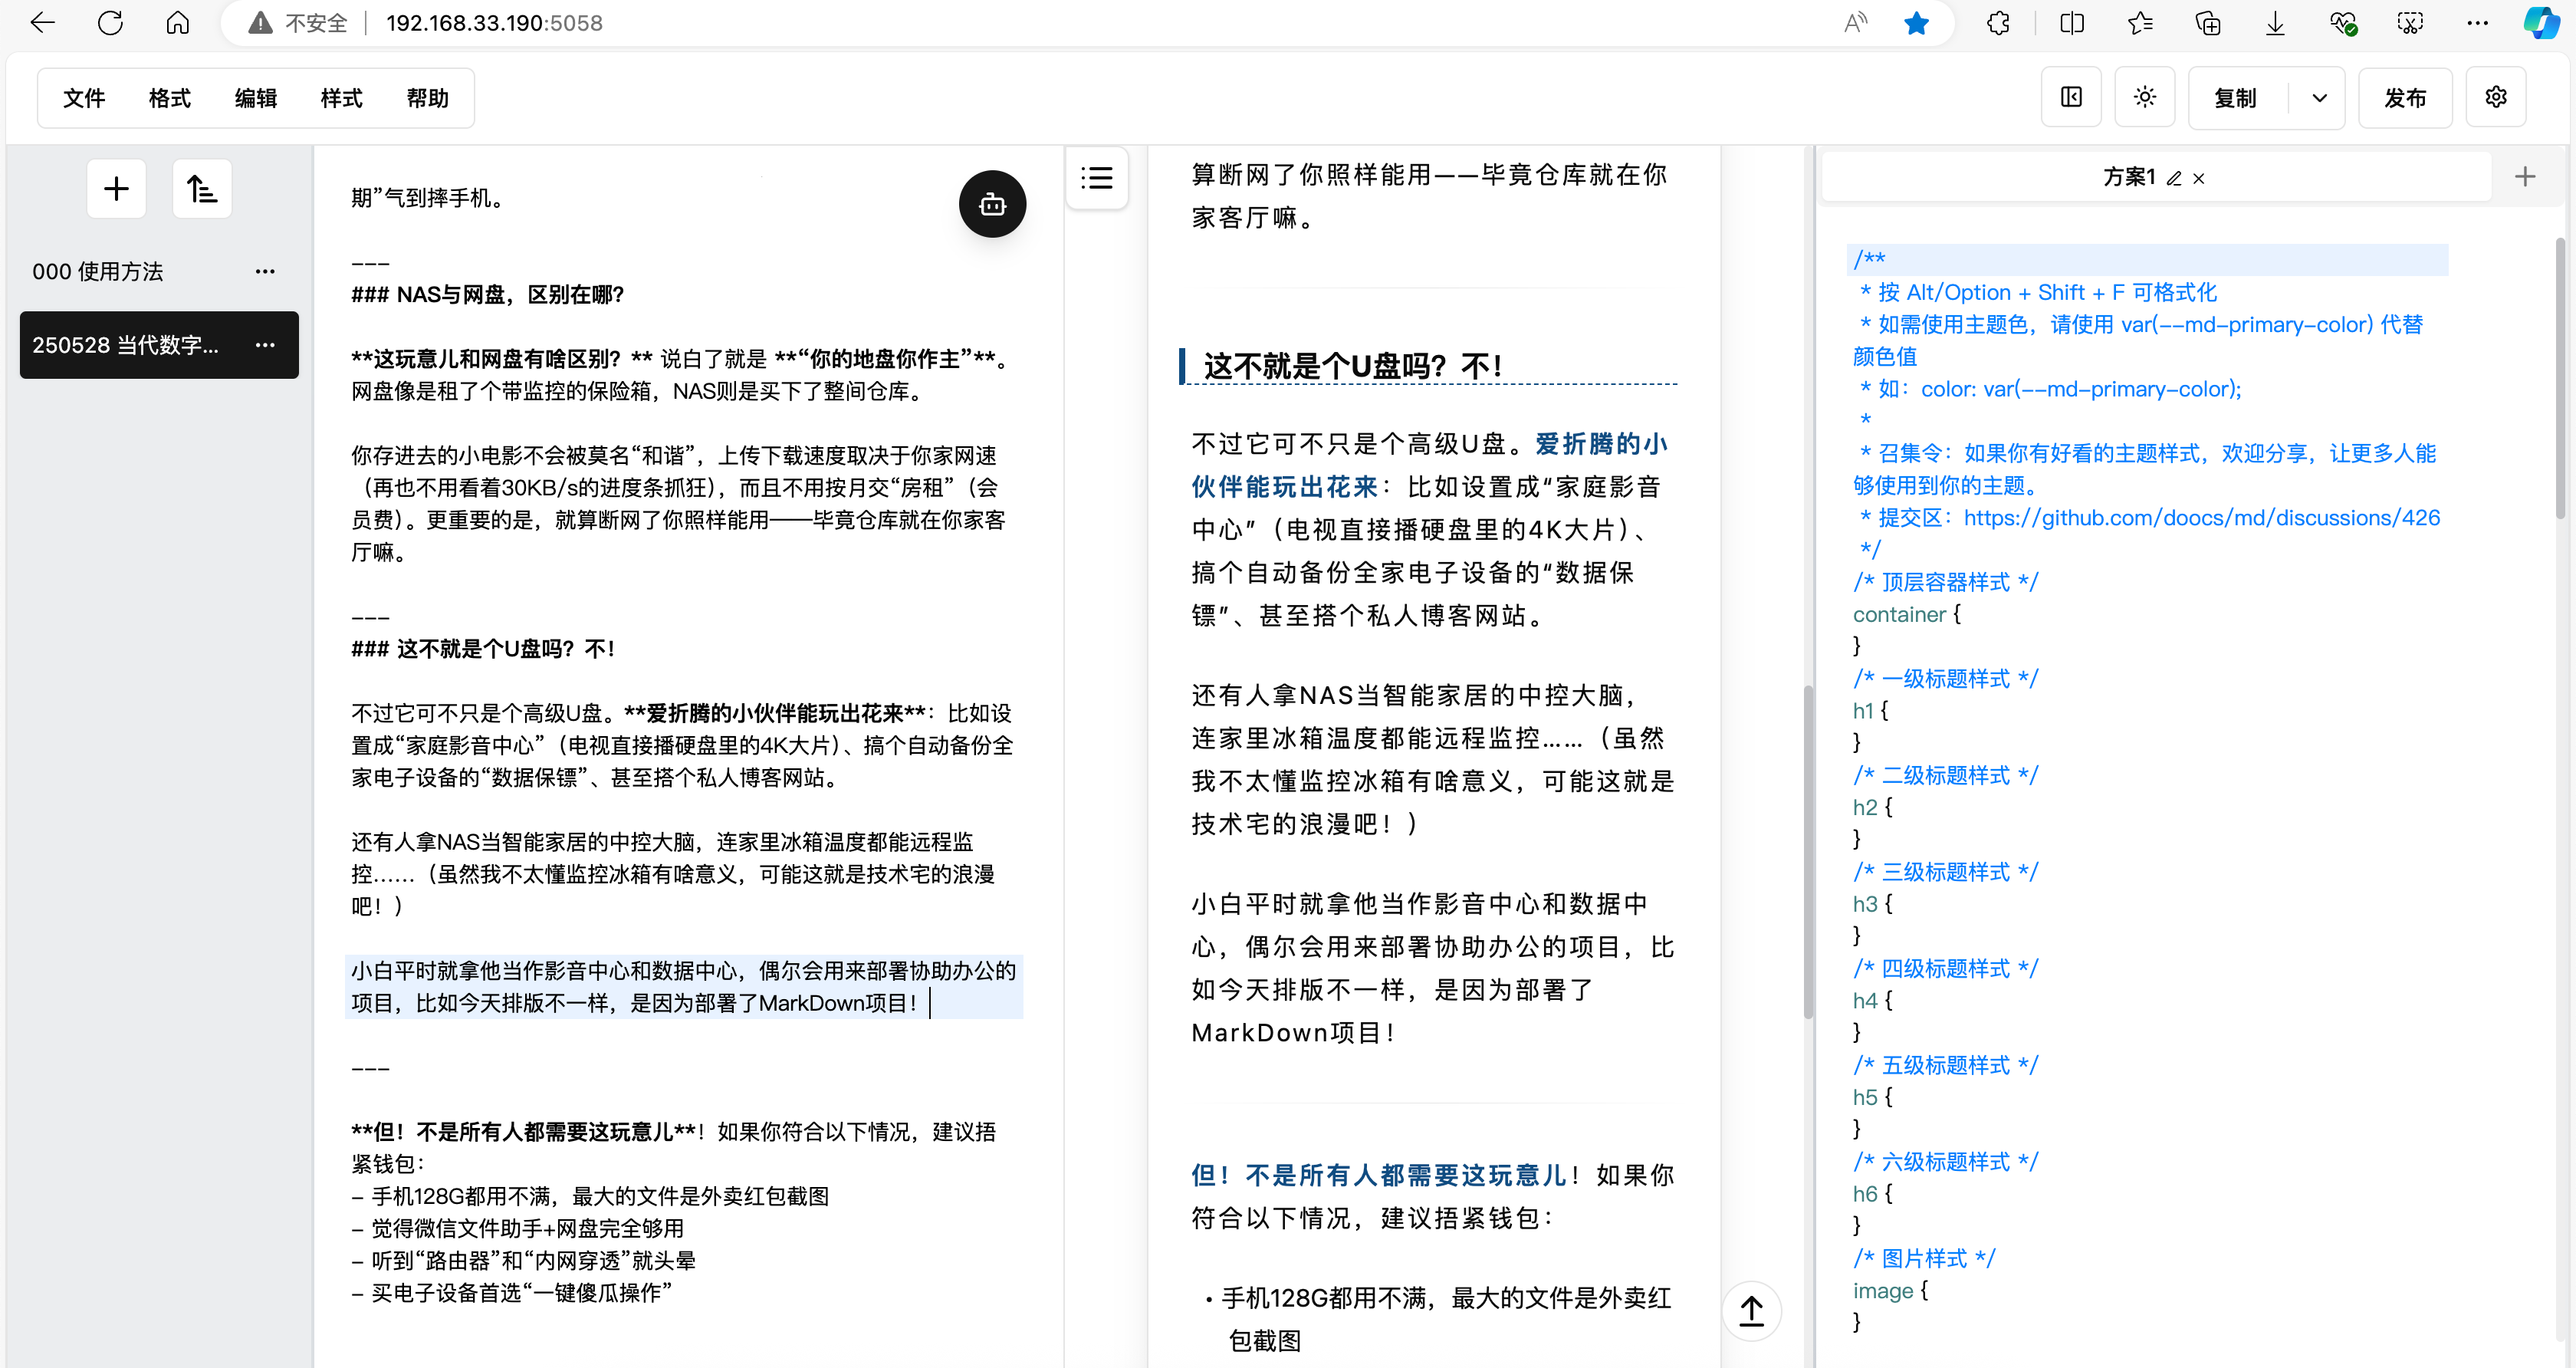 不安全 192.168.33.190:5058
文件 格式 编辑 样式 帮助
复制 发布
000 使用方法
250528 当代数字...
期”气到摔手机。
---
### NAS与网盘，区别在哪？
**这玩意儿和网盘有啥区别？** 说白了就是 **“你的地盘你作主”**。
网盘像是租了个带监控的保险箱，NAS则是买下了整间仓库。
你存进去的小电影不会被莫名“和谐”，上传下载速度取决于你家网速
（再也不用看着30KB/s的进度条抓狂），而且不用按月交“房租”（会
员费）。更重要的是，就算断网了你照样能用——毕竟仓库就在你家客
厅嘛。
---
### 这不就是个U盘吗？不！
不过它可不只是个高级U盘。**爱折腾的小伙伴能玩出花来**：比如设
置成“家庭影音中心”（电视直接播硬盘里的4K大片）、搞个自动备份全
家电子设备的“数据保镖”、甚至搭个私人博客网站。
还有人拿NAS当智能家居的中控大脑，连家里冰箱温度都能远程监
控……（虽然我不太懂监控冰箱有啥意义，可能这就是技术宅的浪漫
吧！）
小白平时就拿他当作影音中心和数据中心，偶尔会用来部署协助办公的
项目，比如今天排版不一样，是因为部署了MarkDown项目！
---
**但！不是所有人都需要这玩意儿**！如果你符合以下情况，建议捂
紧钱包：
- 手机128G都用不满，最大的文件是外卖红包截图
- 觉得微信文件助手+网盘完全够用
- 听到“路由器”和“内网穿透”就头晕
- 买电子设备首选“一键傻瓜操作”
算断网了你照样能用——毕竟仓库就在你
家客厅嘛。
这不就是个U盘吗？不！
不过它可不只是个高级U盘。爱折腾的小
伙伴能玩出花来：比如设置成“家庭影音
中心”（电视直接播硬盘里的4K大片）、
搞个自动备份全家电子设备的“数据保
镖”、甚至搭个私人博客网站。
还有人拿NAS当智能家居的中控大脑，
连家里冰箱温度都能远程监控……（虽然
我不太懂监控冰箱有啥意义，可能这就是
技术宅的浪漫吧！）
小白平时就拿他当作影音中心和数据中
心，偶尔会用来部署协助办公的项目，比
如今天排版不一样，是因为部署了
MarkDown项目！
但！不是所有人都需要这玩意儿！如果你
符合以下情况，建议捂紧钱包：
• 手机128G都用不满，最大的文件是外卖红
包截图
方案1
/**
* 按 Alt/Option + Shift + F 可格式化
* 如需使用主题色，请使用 var(--md-primary-color) 代替
颜色值
* 如：color: var(--md-primary-color);
*
* 召集令：如果你有好看的主题样式，欢迎分享，让更多人能
够使用到你的主题。
* 提交区：https://github.com/doocs/md/discussions/426
*/
/* 顶层容器样式 */
container {
}
/* 一级标题样式 */
h1 {
}
/* 二级标题样式 */
h2 {
}
/* 三级标题样式 */
h3 {
}
/* 四级标题样式 */
h4 {
}
/* 五级标题样式 */
h5 {
}
/* 六级标题样式 */
h6 {
}
/* 图片样式 */
image {
}